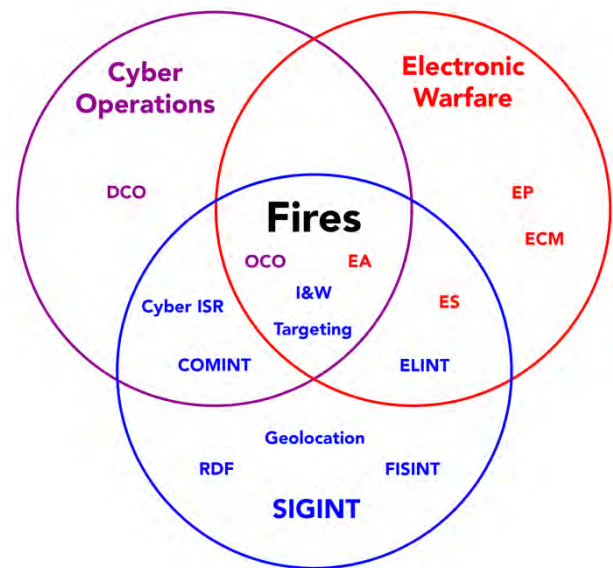 Cyber
Operations
Electronic
Warfare
DCO
EP
ECM
Fires
OCO
EA
I&W
Targeting
Cyber ISR
ES
COMINT
ELINT
Geolocation
RDF
FISINT
SIGINT